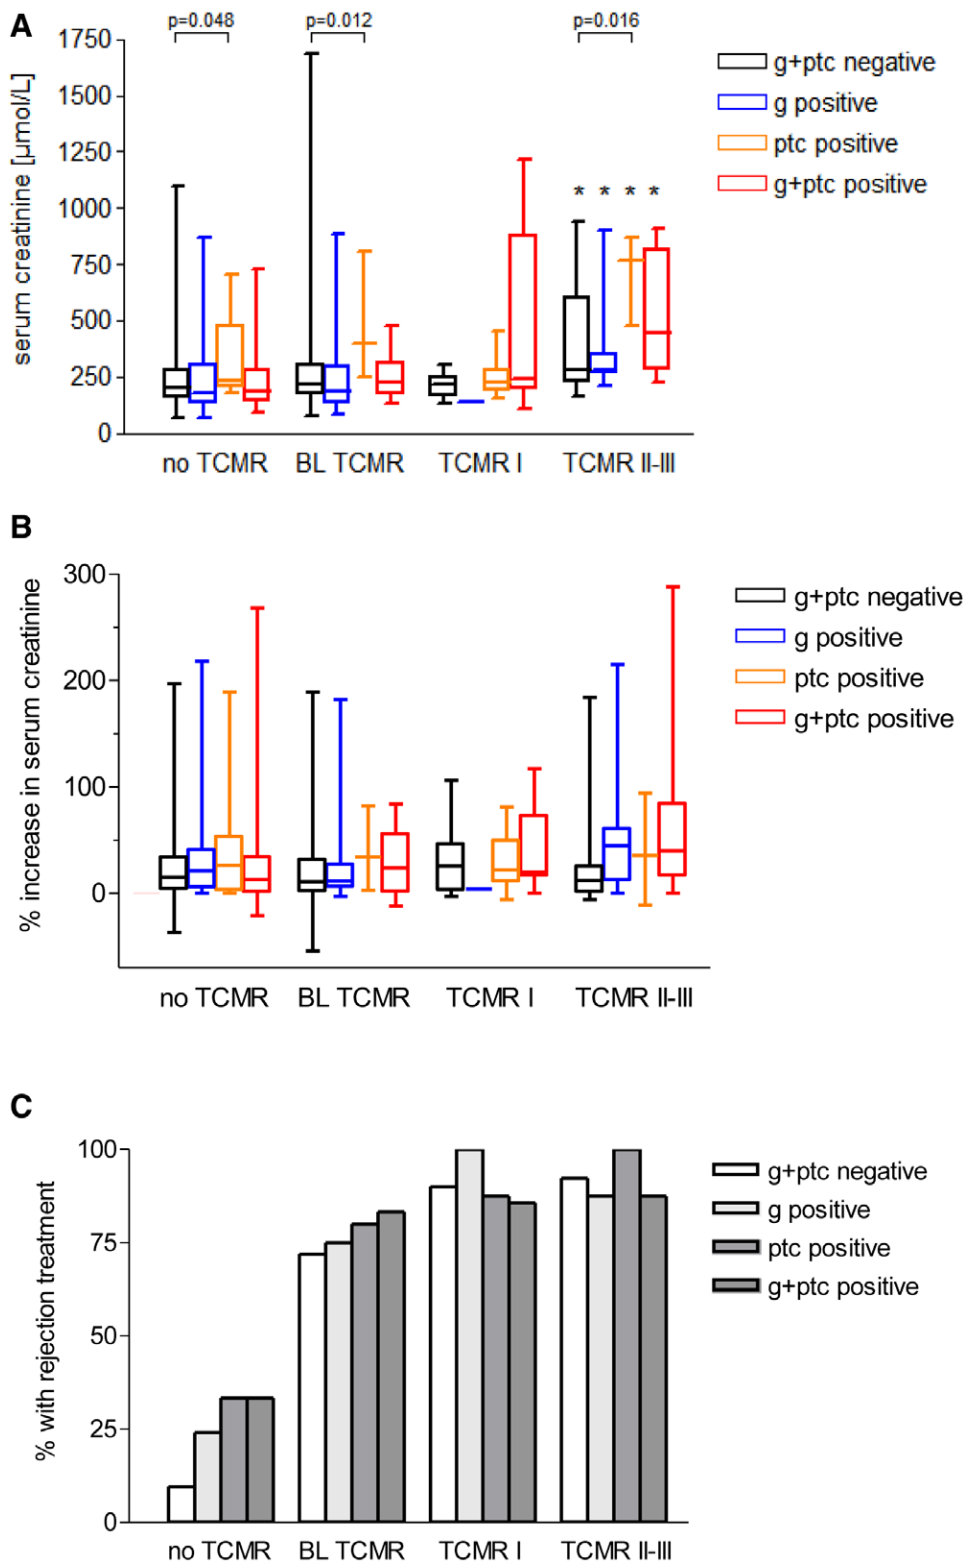 A
p=0.048 p=0.012 p=0.016
serum creatinine [µmol/L]
1750
1500
1250
1000
750
500
250
0
g+ptc negative
g positive
ptc positive
g+ptc positive
* * * *
no TCMR BL TCMR TCMR I TCMR II-III
B
% increase in serum creatinine
300
200
100
0
g+ptc negative
g positive
ptc positive
g+ptc positive
no TCMR BL TCMR TCMR I TCMR II-III
C
% with rejection treatment
100
75
50
25
0
g+ptc negative
g positive
ptc positive
g+ptc positive
no TCMR BL TCMR TCMR I TCMR II-III